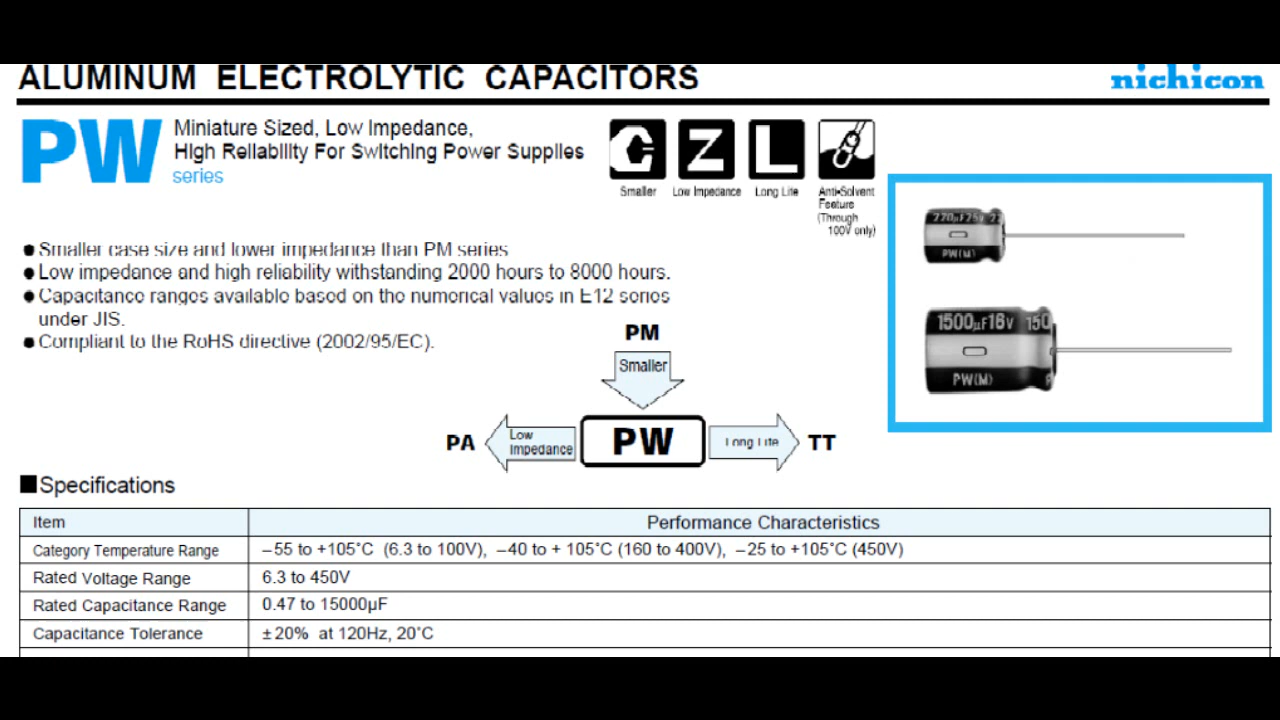 ALUMINUM ELECTROLYTIC CAPACITORS
nichicon
PW
Miniature Sized, Low Impedance,
High Reliability For Switching Power Supplies
series
Smaller
Low Impedance
Long Life
Anti-Solvent
Feature
(Through
100V only)
● Smaller case size and lower impedance than PM series
● Low impedance and high reliability withstanding 2000 hours to 8000 hours.
● Capacitance ranges available based on the numerical values in E12 series
under JIS.
● Compliant to the RoHS directive (2002/95/EC).
220µF25V
PW(M)
1500µF16V 150
PW(M)
PM
Smaller
PA
Low
Impedance
PW
Long Life
TT
■Specifications
Item
Performance Characteristics
Category Temperature Range
–55 to +105°C (6.3 to 100V), –40 to + 105°C (160 to 400V), –25 to +105°C (450V)
Rated Voltage Range
6.3 to 450V
Rated Capacitance Range
0.47 to 15000µF
Capacitance Tolerance
±20% at 120Hz, 20°C